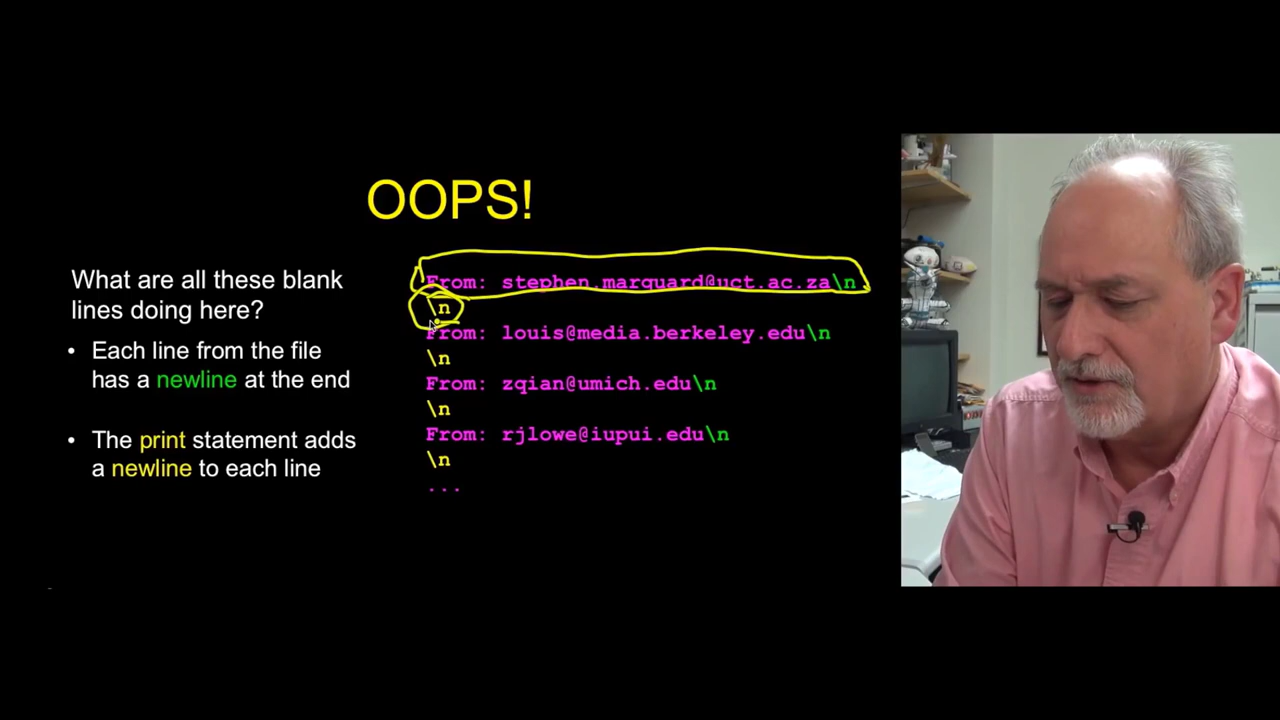 OOPS!
What are all these blank
lines doing here?
• Each line from the file
has a newline at the end
• The print statement adds
a newline to each line
From: stephen.marquard@uct.ac.za\n
\n
From: louis@media.berkeley.edu\n
\n
From: zqian@umich.edu\n
\n
From: rjlowe@iupui.edu\n
\n
...